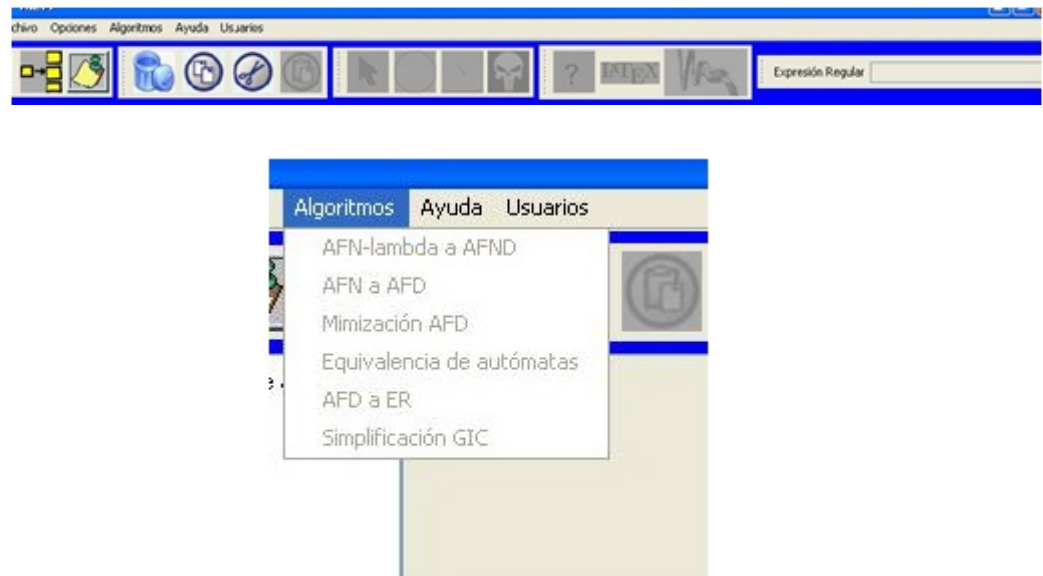 chivo Opciones Algoritmos Ayuda Usuarios
? LATEX Expresión Regular
Algoritmos Ayuda Usuarios
AFN-lambda a AFND
AFN a AFD
Mimización AFD
Equivalencia de autómatas
e
AFD a ER
Simplificación GIC